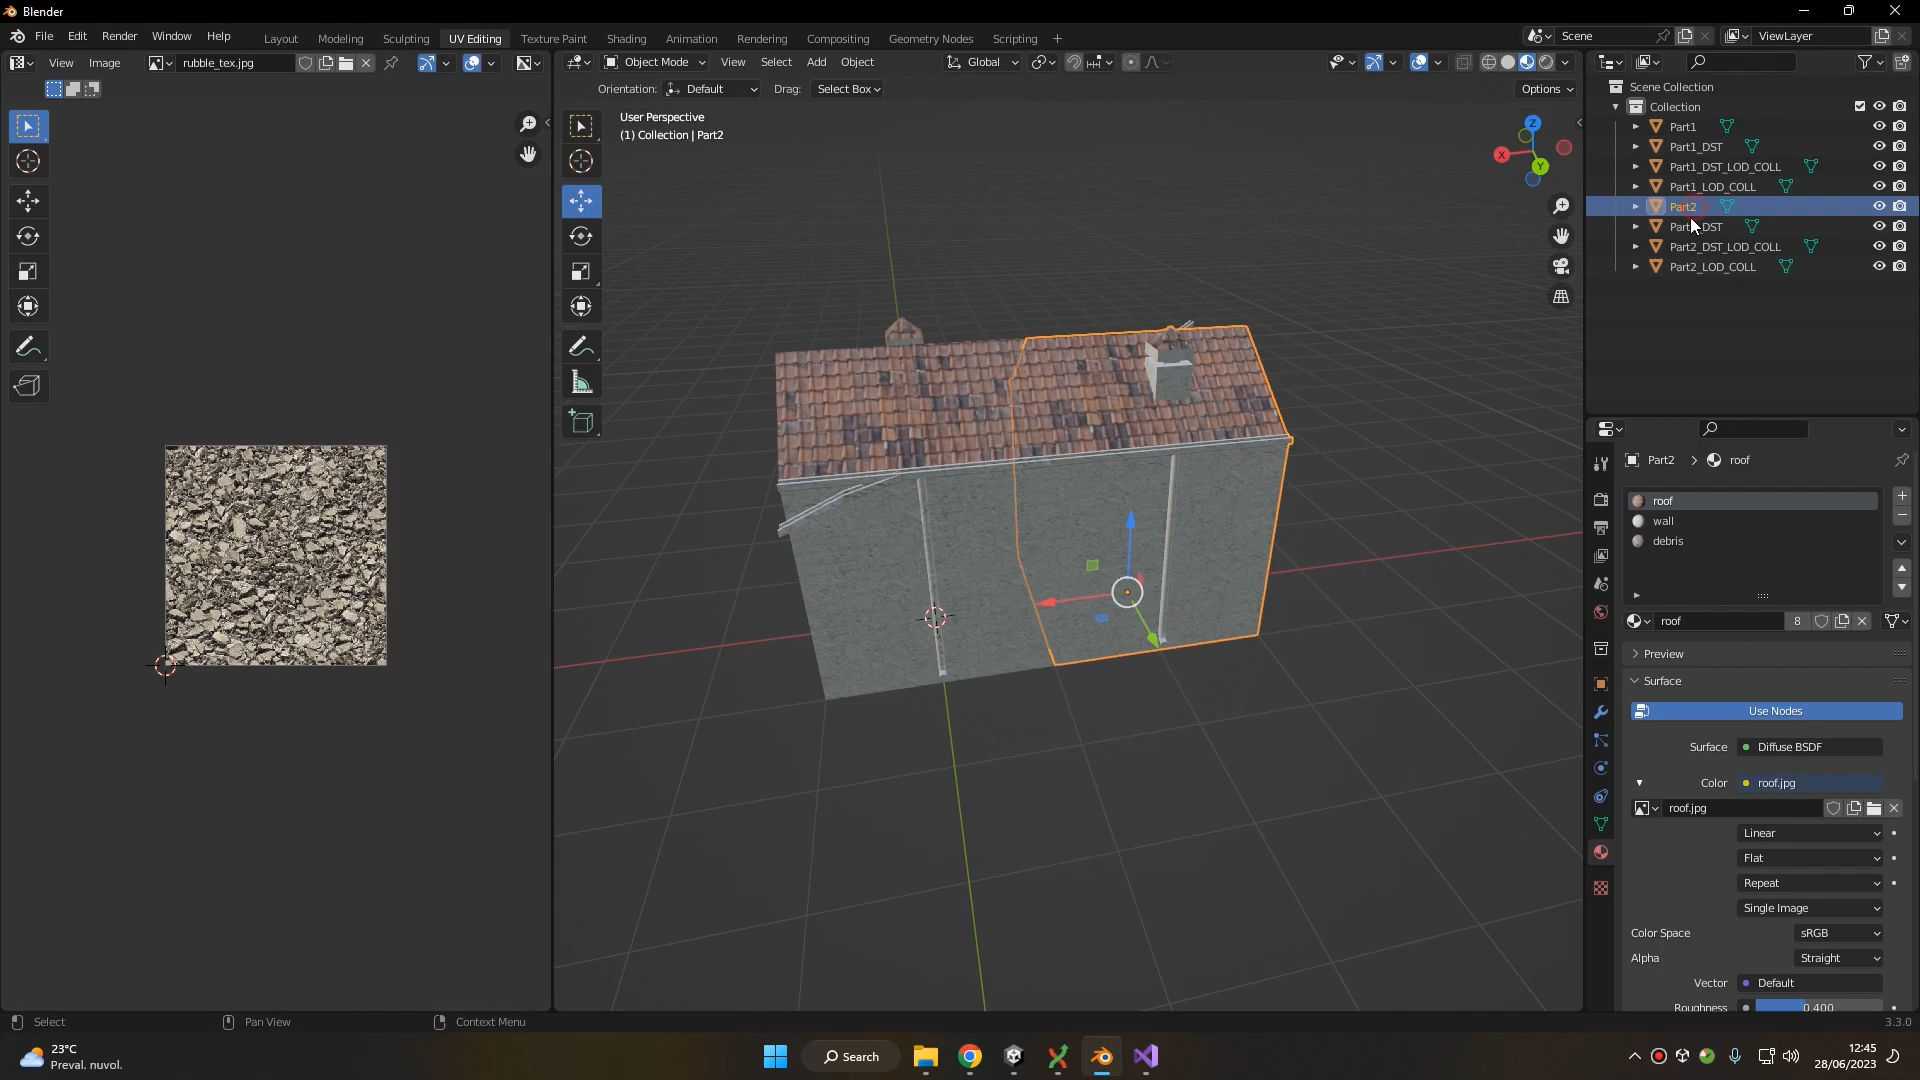 Blender
File Edit Render Window Help
Layout Modeling Sculpting UV Editing Texture Paint Shading Animation Rendering Compositing Geometry Nodes Scripting
Scene
ViewLayer
View Image rubble_tex.jpg
Object Mode View Select Add Object Global
Orientation: Default Drag: Select Box Options
User Perspective
(1) Collection | Part2
Z
X
Y
Scene Collection
Collection
Part1
Part1_DST
Part1_DST_LOD_COLL
Part1_LOD_COLL
Part2
Part2_DST
Part2_DST_LOD_COLL
Part2_LOD_COLL
Part2 roof
roof
wall
debris
roof 8
Preview
Surface
Use Nodes
Surface Diffuse BSDF
Color roof.jpg
roof.jpg
Linear
Flat
Repeat
Single Image
Color Space sRGB
Alpha Straight
Vector Default
Roughness 0.400
Select Pan View Context Menu 3.3.0
23°C
Preval. nuvol.
Search
12:45
28/06/2023